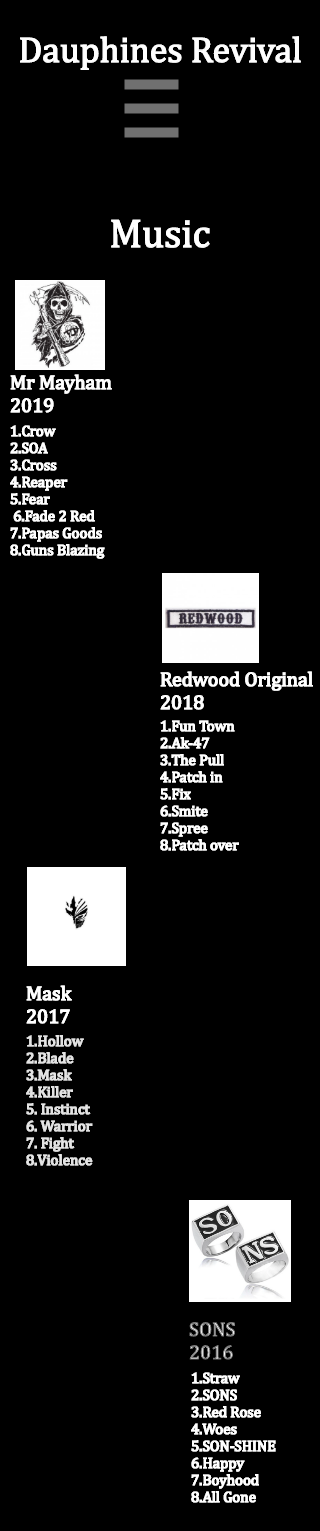 Dauphines Revival
Music
Mr Mayham
2019
1.Crow
2.SOA
3.Cross
4.Reaper
5.Fear
6.Fade 2 Red
7.Papas Goods
8.Guns Blazing
REDWOOD
Redwood Original
2018
1.Fun Town
2.Ak-47
3.The Pull
4.Patch in
5.Fix
6.Smite
7.Spree
8.Patch over
Mask
2017
1.Hollow
2.Blade
3.Mask
4.Killer
5. Instinct
6. Warrior
7. Fight
8.Violence
SO
NS
SONS
2016
1.Straw
2.SONS
3.Red Rose
4.Woes
5.SON-SHINE
6.Happy
7.Boyhood
8.All Gone